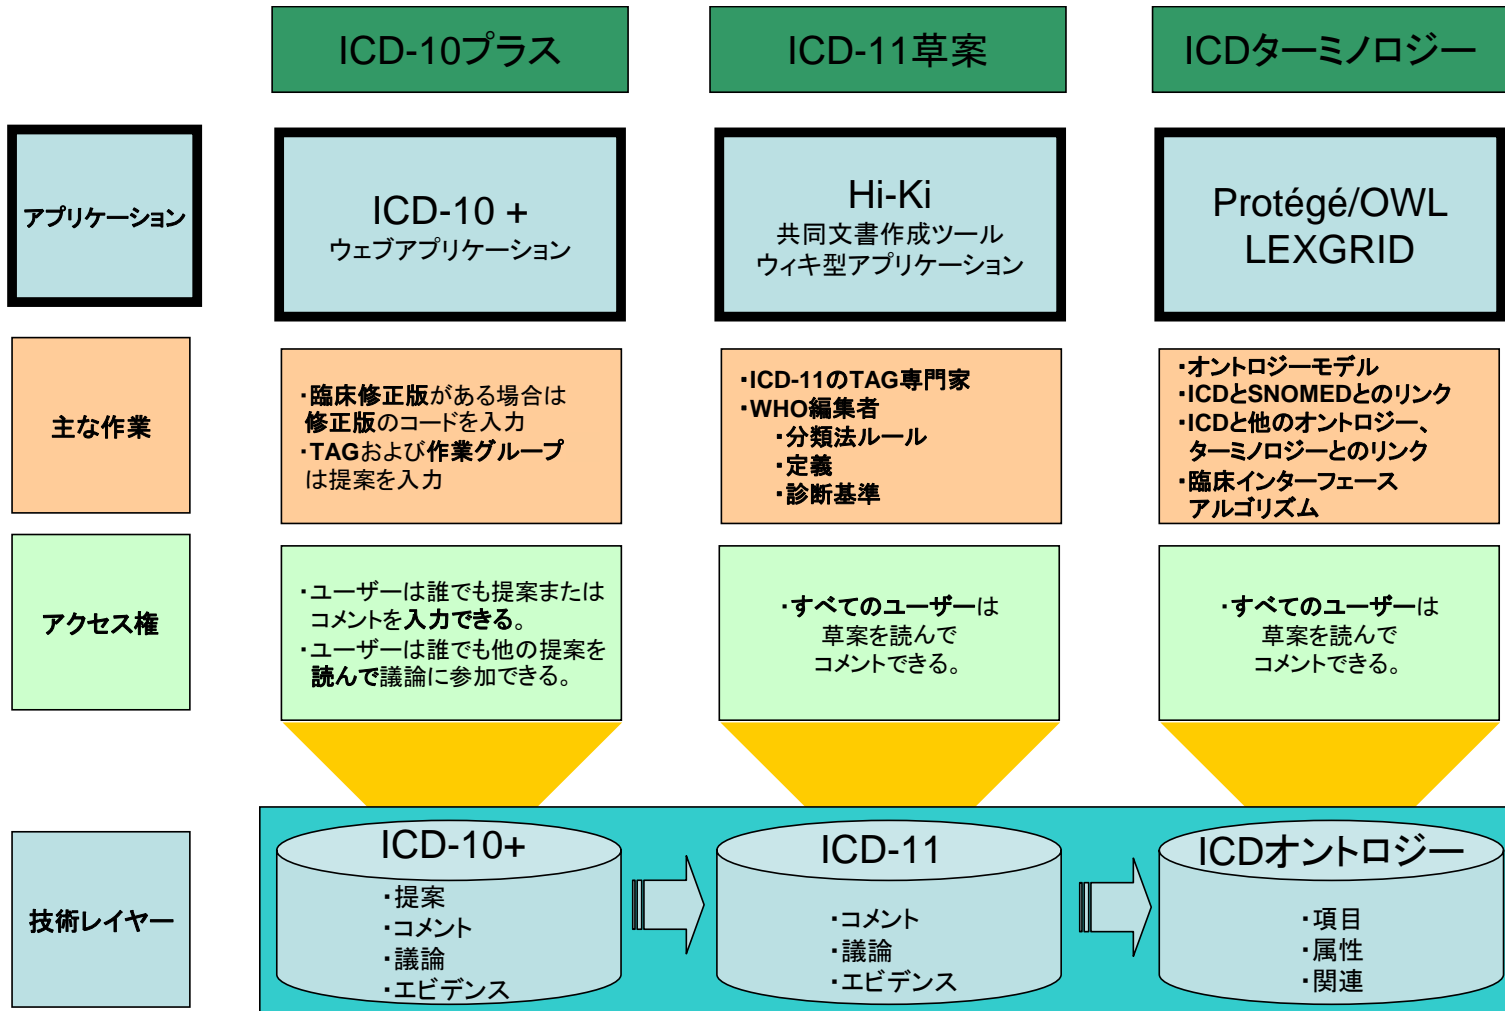 ICD-10プラス
ICD-11草案
ICDターミノロジー
アプリケーション
ICD-10 +
ウェブアプリケーション
Hi-Ki
共同文書作成ツール
ウィキ型アプリケーション
Protégé/OWL
LEXGRID
主な作業
・臨床修正版がある場合は
修正版のコードを入力
・TAGおよび作業グループ
は提案を入力
・ICD-11のTAG専門家
・WHO編集者
・分類法ルール
・定義
・診断基準
・オントロジーモデル
・ICDとSNOMEDとのリンク
・ICDと他のオントロジー、
ターミノロジーとのリンク
・臨床インターフェース
アルゴリズム
アクセス権
・ユーザーは誰でも提案または
コメントを入力できる。
・ユーザーは誰でも他の提案を
読んで議論に参加できる。
・すべてのユーザーは
草案を読んで
コメントできる。
・すべてのユーザーは
草案を読んで
コメントできる。
技術レイヤー
ICD-10+
・提案
・コメント
・議論
・エビデンス
ICD-11
・コメント
・議論
・エビデンス
ICDオントロジー
・項目
・属性
・関連